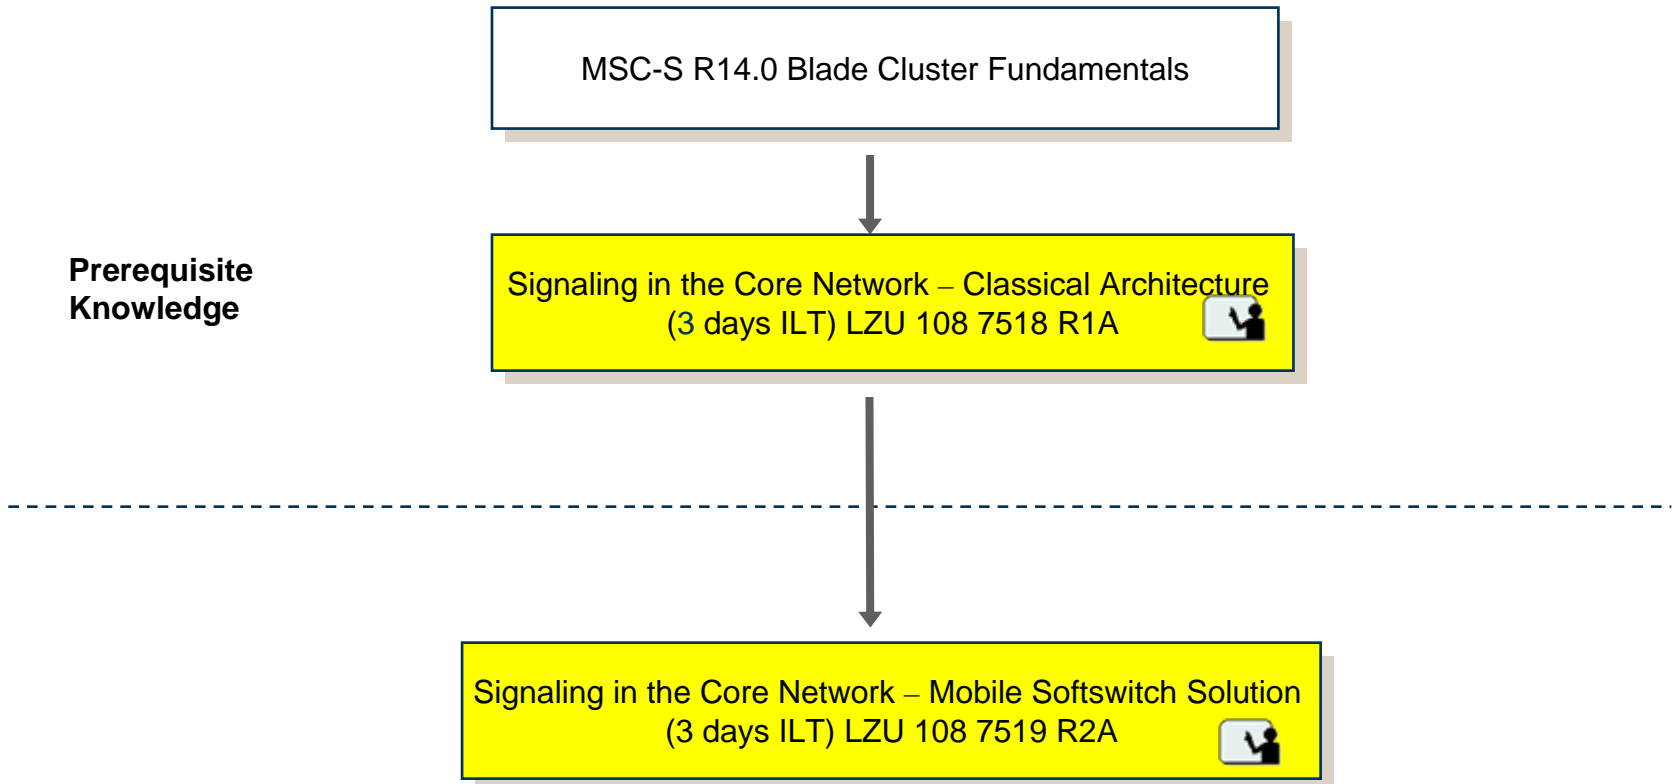 MSC-S R14.0 Blade Cluster Fundamentals
Prerequisite
Knowledge
Signaling in the Core Network – Classical Architecture
(3 days ILT) LZU 108 7518 R1A
Signaling in the Core Network – Mobile Softswitch Solution
(3 days ILT) LZU 108 7519 R2A